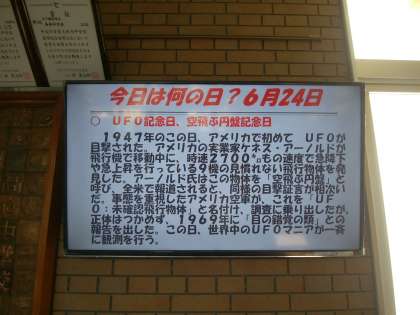 今日は何の日？6月24日
○　ＵＦＯ記念日、空飛ぶ円盤記念日
１９４７年のこの日、アメリカで初めて　ＵＦＯが
目撃された。アメリカの実業家ケネス・アーノルドが
飛行機で移動中に、時速２７００㌔もの速度で急降下
や急上昇を行っている９機の見慣れない飛行物体を発
見した。アーノルド氏はこの物体を「空飛ぶ円盤」と
呼び、全米で報道されると、同様の目撃証言が相次い
だ。事態を重視したアメリカ空軍が、これを「ＵＦ
Ｏ：未確認飛行物体」と名付け、調査に乗り出したが、
正体はつかめず、１９６９年に「目の錯覚の類」との
報告を出した。この日、世界中のＵＦＯマニアが一斉
に観測を行う。